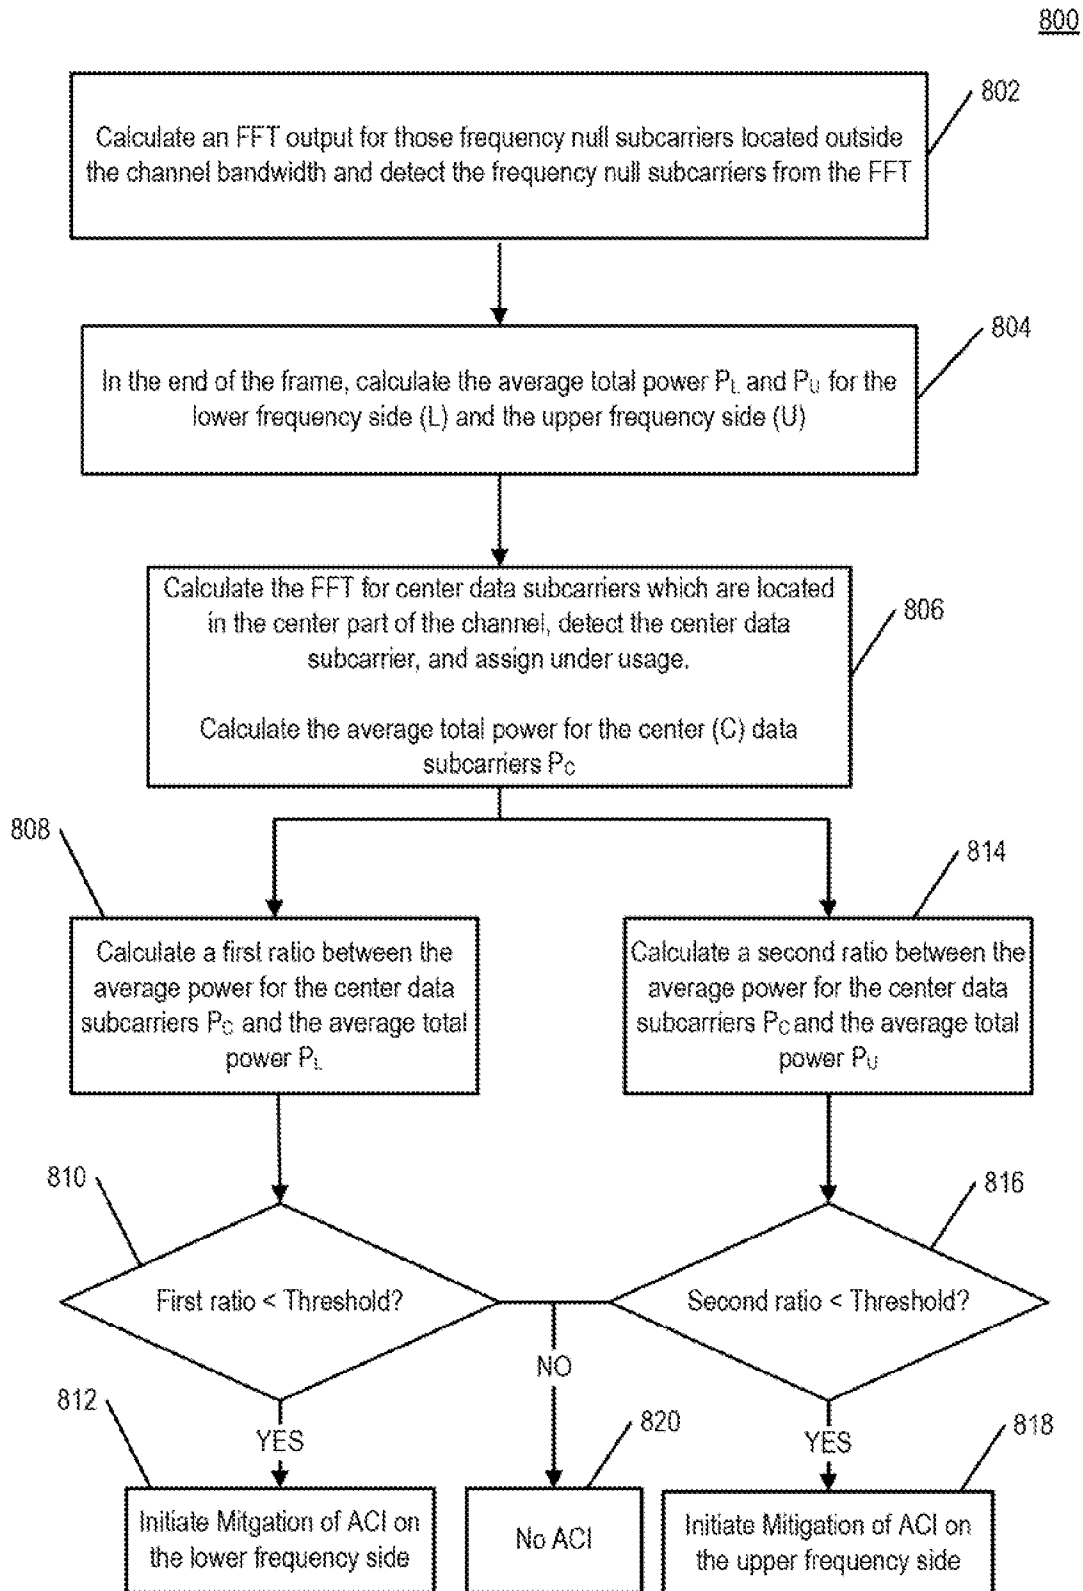 800
802
Calculate an FFT output for those frequency null subcarriers located outside
the channel bandwidth and detect the frequency null subcarriers from the FFT
804
In the end of the frame, calculate the average total power PL and PU for the
lower frequency side (L) and the upper frequency side (U)
806
Calculate the FFT for center data subcarriers which are located
in the center part of the channel, detect the center data
subcarrier, and assign under usage.
Calculate the average total power for the center (C) data
subcarriers PC
808
Calculate a first ratio between the
average power for the center data
subcarriers PC and the average total
power PL
814
Calculate a second ratio between the
average power for the center data
subcarriers PC and the average total
power PU
810
First ratio < Threshold?
816
Second ratio < Threshold?
NO
YES
YES
812
Initiate Mitgation of ACI on
the lower frequency side
820
No ACI
818
Initiate Mitigation of ACI on
the upper frequency side